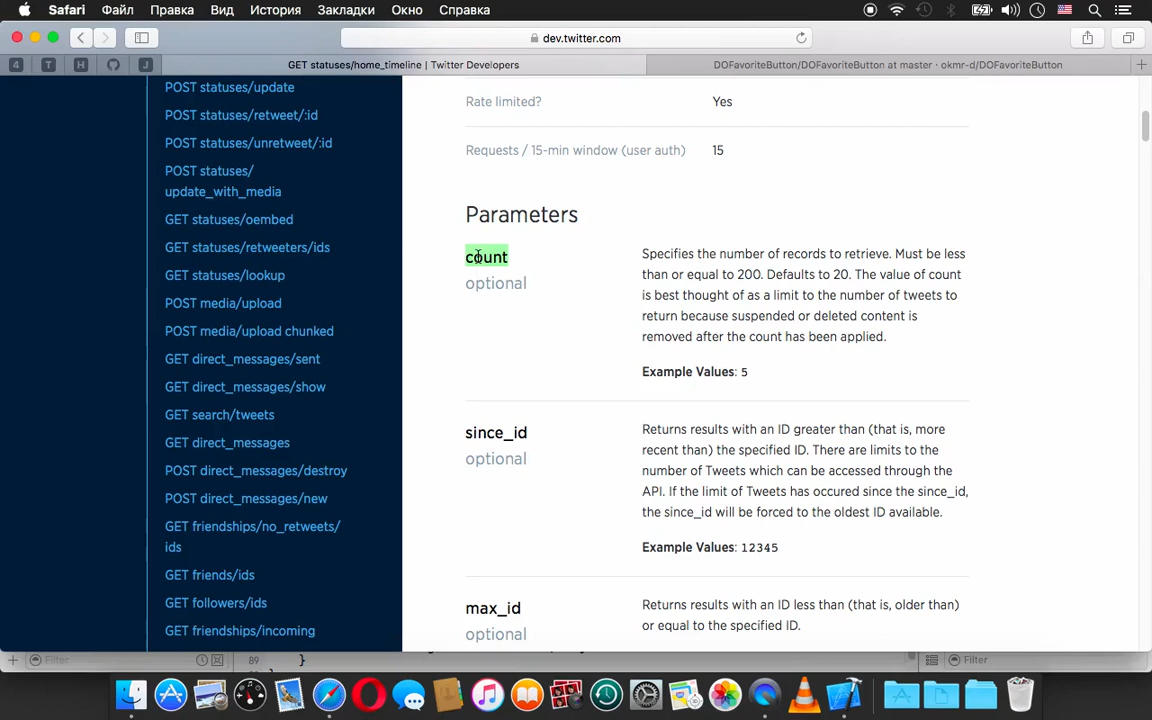 Safari Файл Правка Вид История Закладки Окно Справка
dev.twitter.com
4 T H J GET statuses/home_timeline | Twitter Developers DOFavoriteButton/DOFavoriteButton at master · okmr-d/DOFavoriteButton
POST statuses/update
POST statuses/retweet/:id
POST statuses/unretweet/:id
POST statuses/
update_with_media
GET statuses/oembed
GET statuses/retweeters/ids
GET statuses/lookup
POST media/upload
POST media/upload chunked
GET direct_messages/sent
GET direct_messages/show
GET search/tweets
GET direct_messages
POST direct_messages/destroy
POST direct_messages/new
GET friendships/no_retweets/
ids
GET friends/ids
GET followers/ids
GET friendships/incoming
Rate limited? Yes
Requests / 15-min window (user auth) 15
Parameters
count
optional
Specifies the number of records to retrieve. Must be less
than or equal to 200. Defaults to 20. The value of count
is best thought of as a limit to the number of tweets to
return because suspended or deleted content is
removed after the count has been applied.
Example Values: 5
since_id
optional
Returns results with an ID greater than (that is, more
recent than) the specified ID. There are limits to the
number of Tweets which can be accessed through the
API. If the limit of Tweets has occured since the since_id,
the since_id will be forced to the oldest ID available.
Example Values: 12345
max_id
optional
Returns results with an ID less than (that is, older than)
or equal to the specified ID.
Filter 89 } Filter